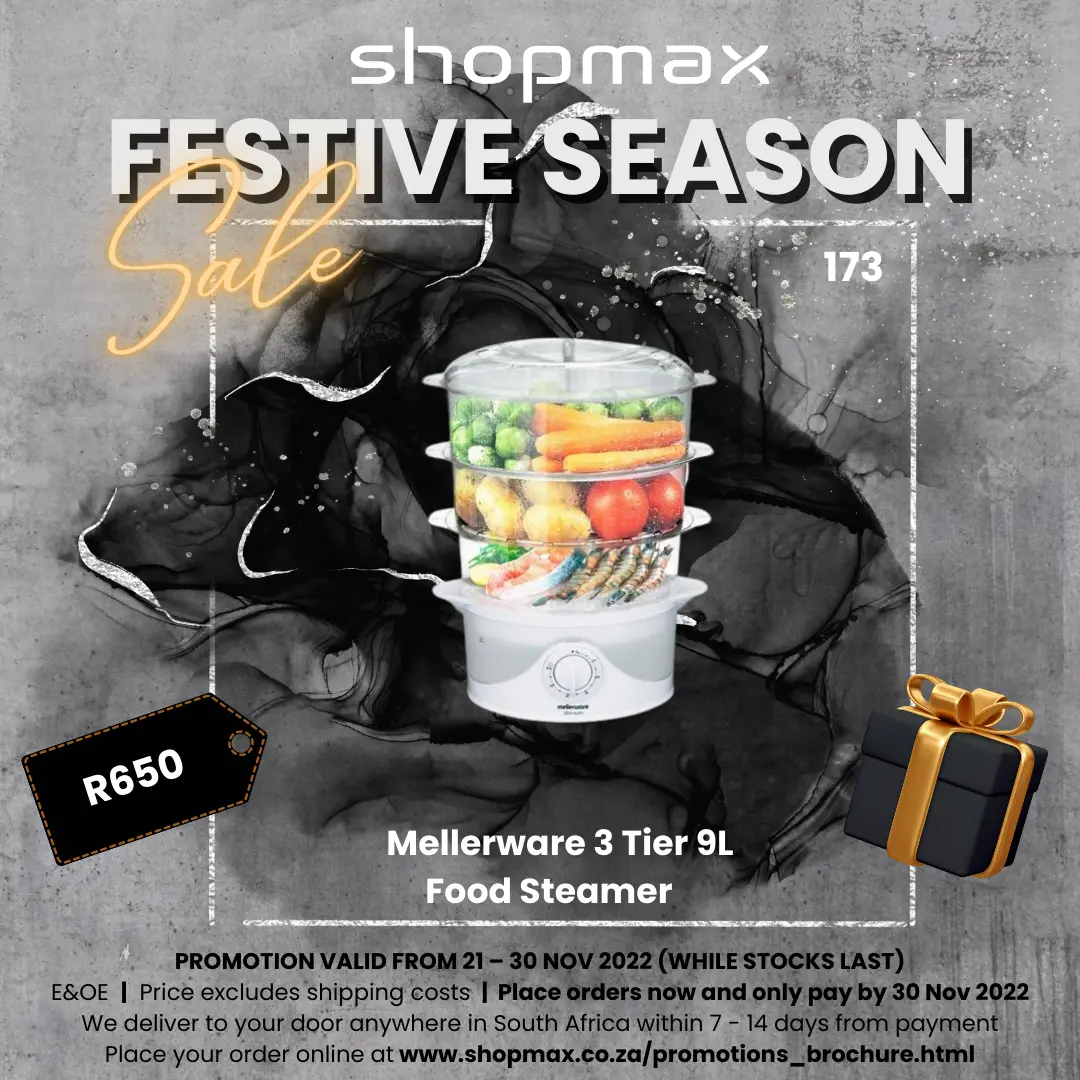 shopmax
FESTIVE SEASON
Sale
173
mellerware
R650
Mellerware 3 Tier 9L
Food Steamer
PROMOTION VALID FROM 21 – 30 NOV 2022 (WHILE STOCKS LAST)
E&OE | Price excludes shipping costs | Place orders now and only pay by 30 Nov 2022
We deliver to your door anywhere in South Africa within 7 - 14 days from payment
Place your order online at www.shopmax.co.za/promotions_brochure.html